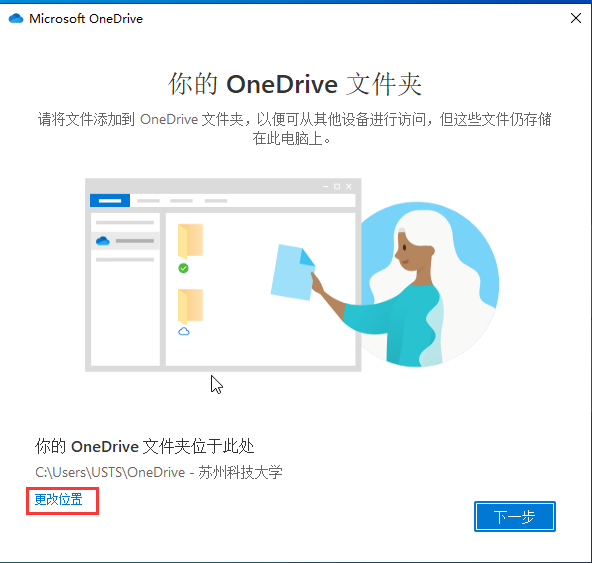 Microsoft OneDrive
你的 OneDrive 文件夹
请将文件添加到 OneDrive 文件夹，以便可从其他设备进行访问，但这些文件仍存储
在此电脑上。
你的 OneDrive 文件夹位于此处
C:\Users\USTS\OneDrive - 苏州科技大学
更改位置
下一步